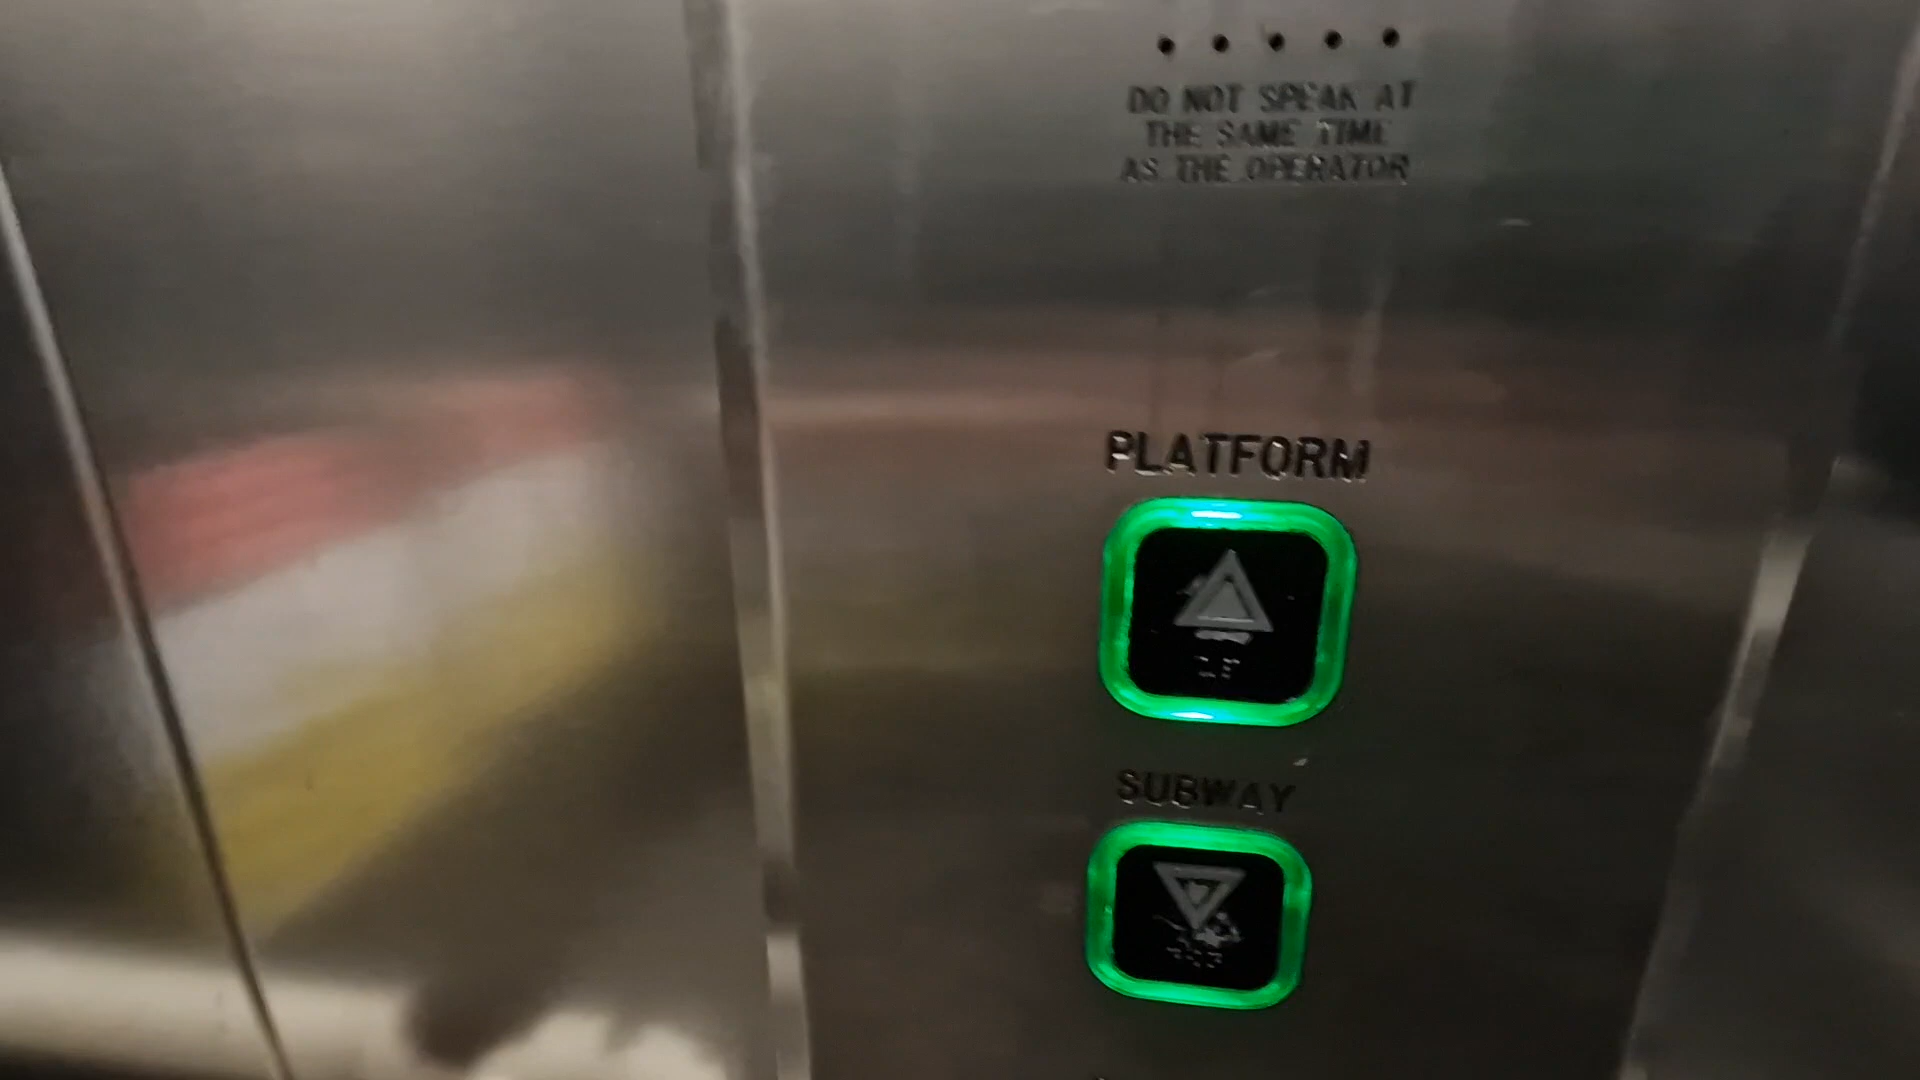 DO NOT SPEAK AT
THE SAME TIME
AS THE OPERATOR
PLATFORM
SUBWAY